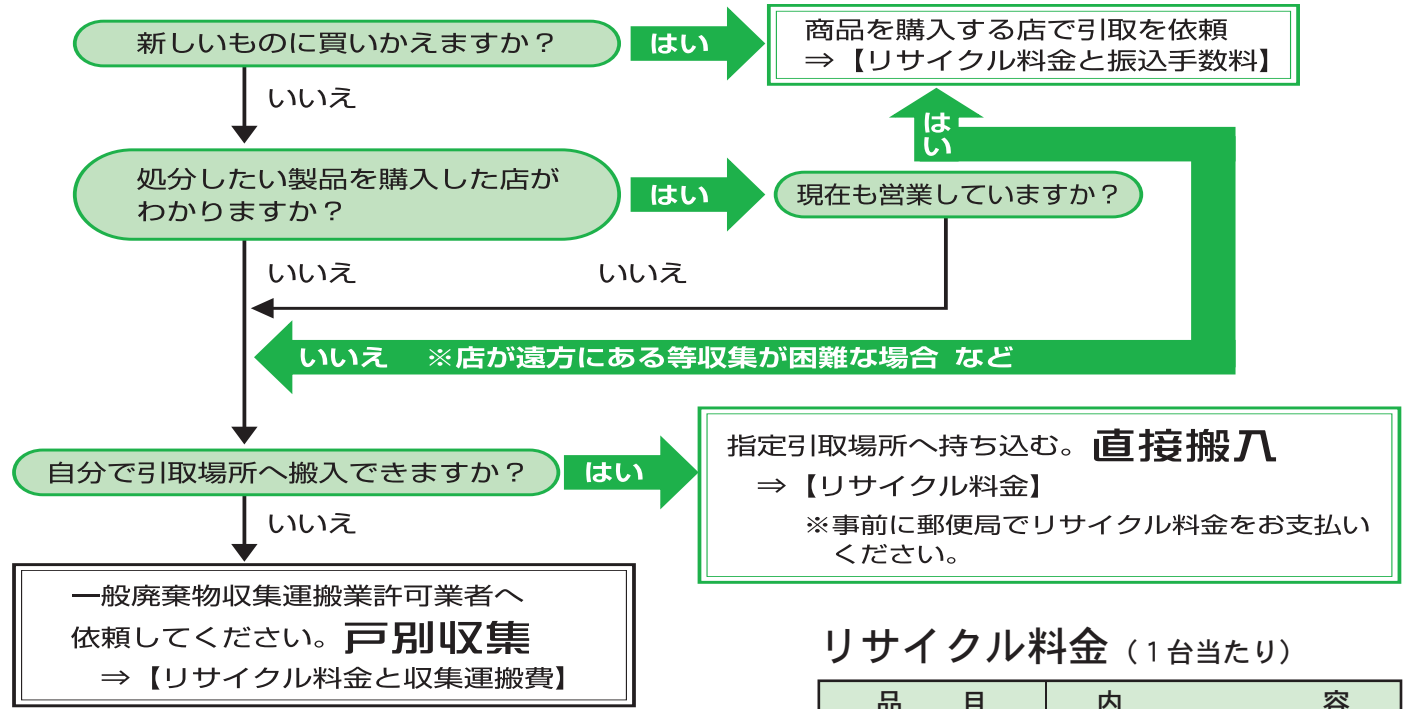 新しいものに買いかえますか？
はい
商品を購入する店で引取を依頼
⇒【リサイクル料金と振込手数料】
いいえ
はい
処分したい製品を購入した店が
わかりますか？
はい
現在も営業していますか？
いいえ
いいえ
いいえ ※店が遠方にある等収集が困難な場合 など
自分で引取場所へ搬入できますか？
はい
指定引取場所へ持ち込む。直接搬入
⇒【リサイクル料金】
※事前に郵便局でリサイクル料金をお支払い
ください。
いいえ
一般廃棄物収集運搬業許可業者へ
依頼してください。戸別収集
⇒【リサイクル料金と収集運搬費】
リサイクル料金（1台当たり）
品目 内容